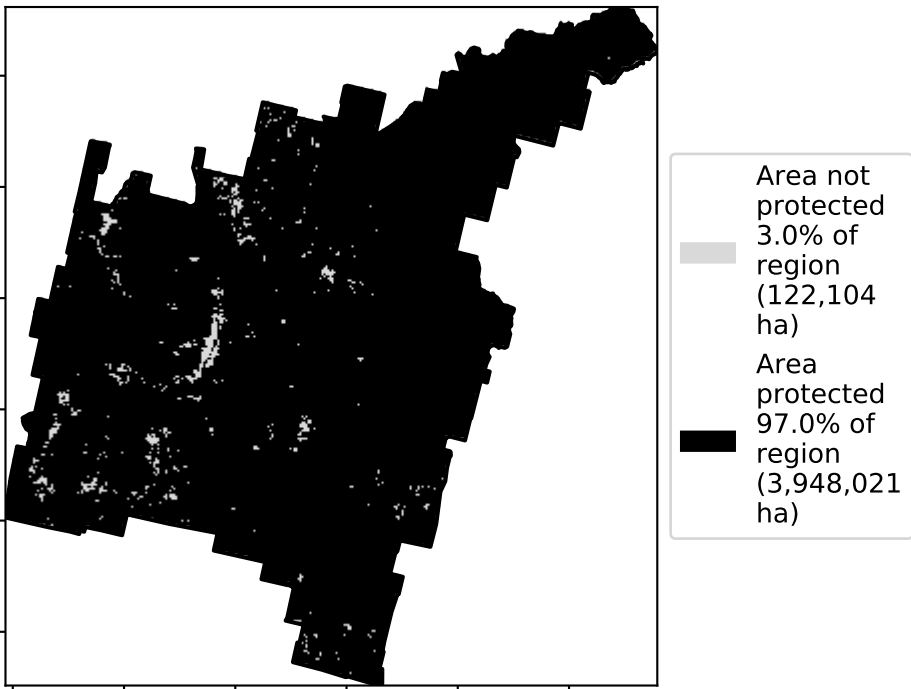 Area not
protected
3.0% of
region
(122,104
ha)
Area
protected
97.0% of
region
(3,948,021
ha)